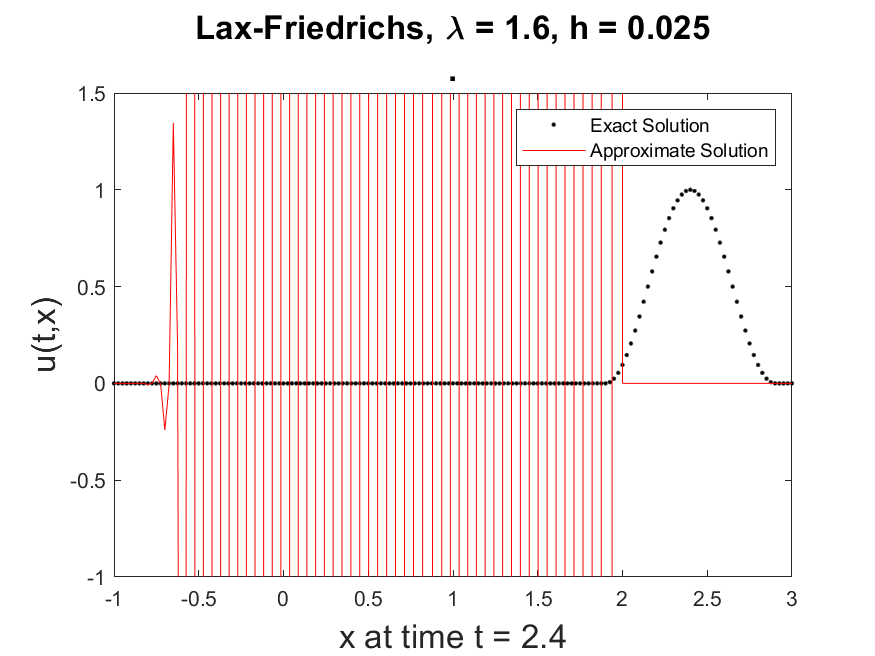 Lax-Friedrichs, λ = 1.6, h = 0.025
.
1.5
1
0.5
0
-0.5
-1
Exact Solution
Approximate Solution
u(t,x)
-1 -0.5 0 0.5 1 1.5 2 2.5 3
x at time t = 2.4